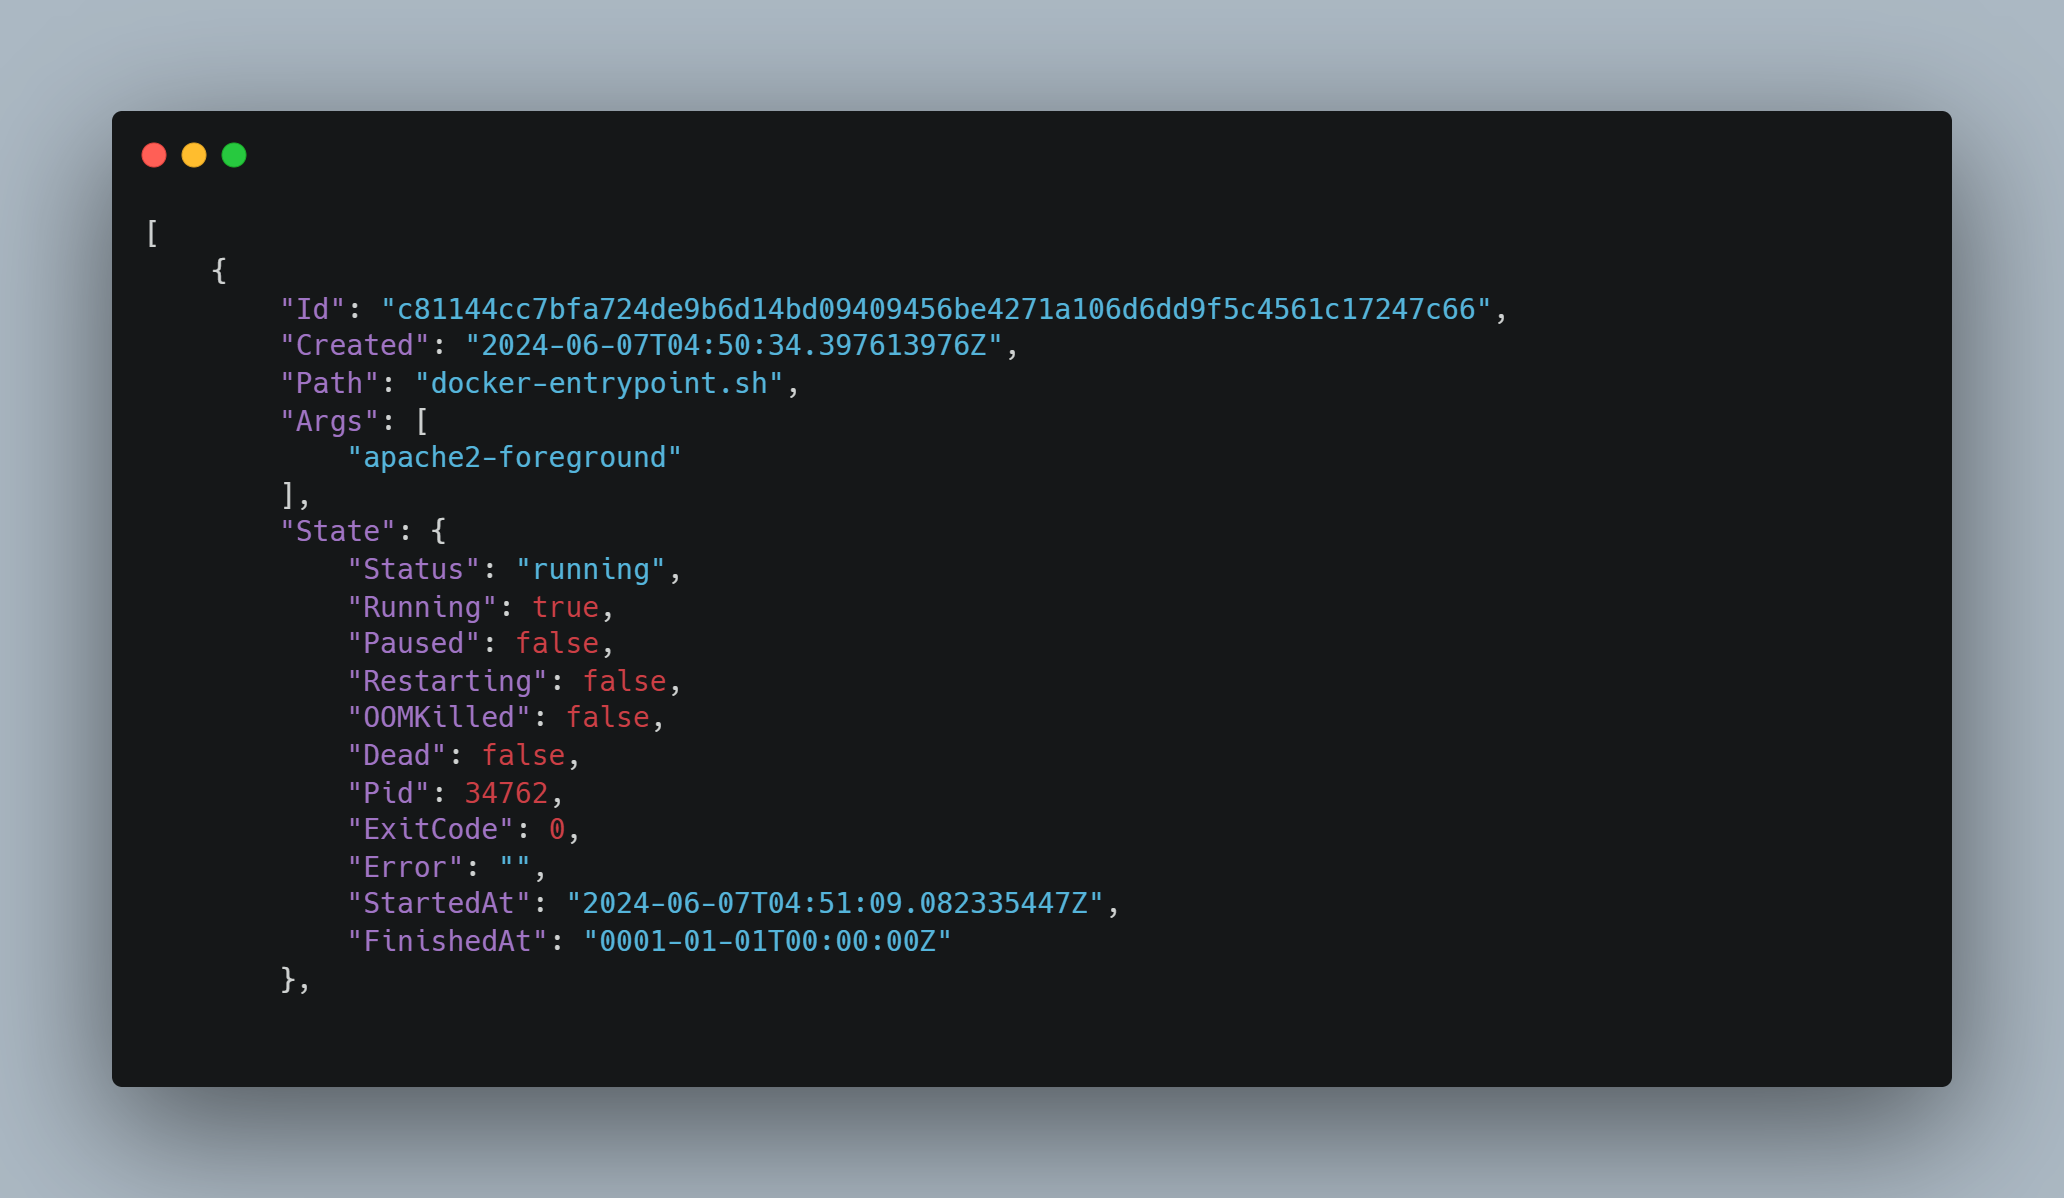 [
    {
        "Id": "c81144cc7bfa724de9b6d14bd09409456be4271a106d6dd9f5c4561c17247c66",
        "Created": "2024-06-07T04:50:34.397613976Z",
        "Path": "docker-entrypoint.sh",
        "Args": [
            "apache2-foreground"
        ],
        "State": {
            "Status": "running",
            "Running": true,
            "Paused": false,
            "Restarting": false,
            "OOMKilled": false,
            "Dead": false,
            "Pid": 34762,
            "ExitCode": 0,
            "Error": "",
            "StartedAt": "2024-06-07T04:51:09.082335447Z",
            "FinishedAt": "0001-01-01T00:00:00Z"
        },